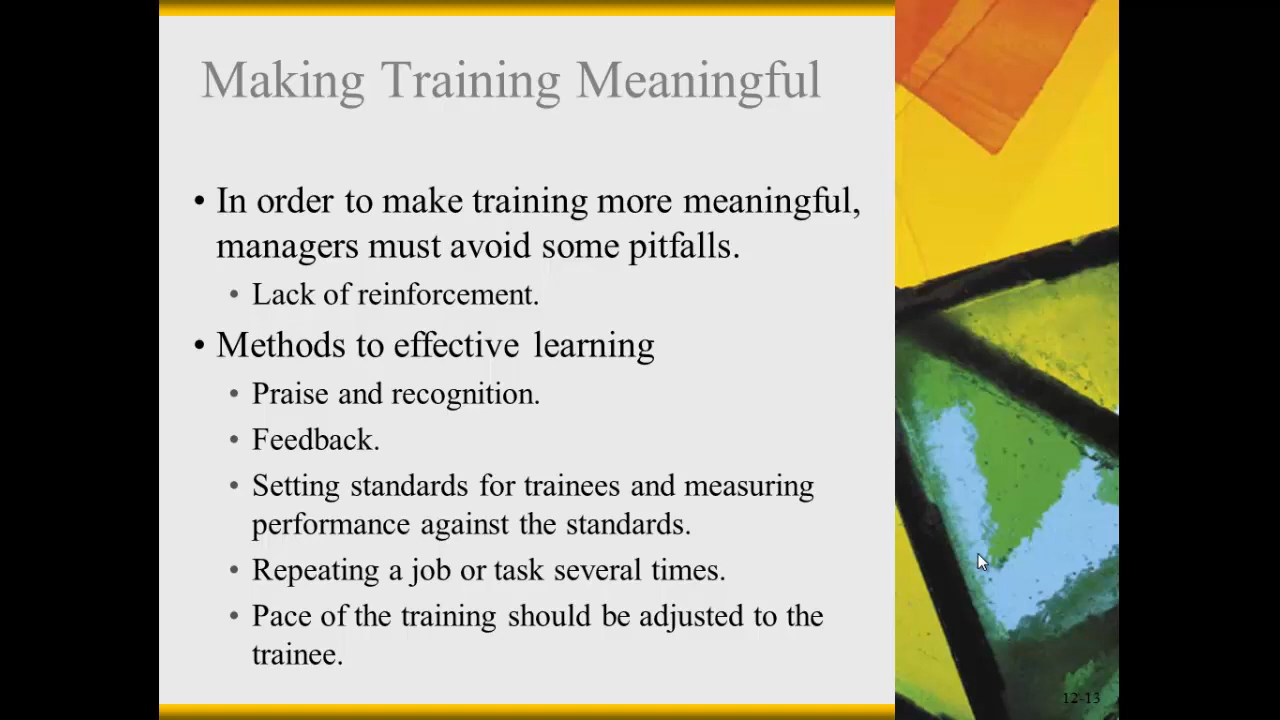 Making Training Meaningful
• In order to make training more meaningful,
managers must avoid some pitfalls.
• Lack of reinforcement.
• Methods to effective learning
• Praise and recognition.
• Feedback.
• Setting standards for trainees and measuring
performance against the standards.
• Repeating a job or task several times.
• Pace of the training should be adjusted to the
trainee.
12-13